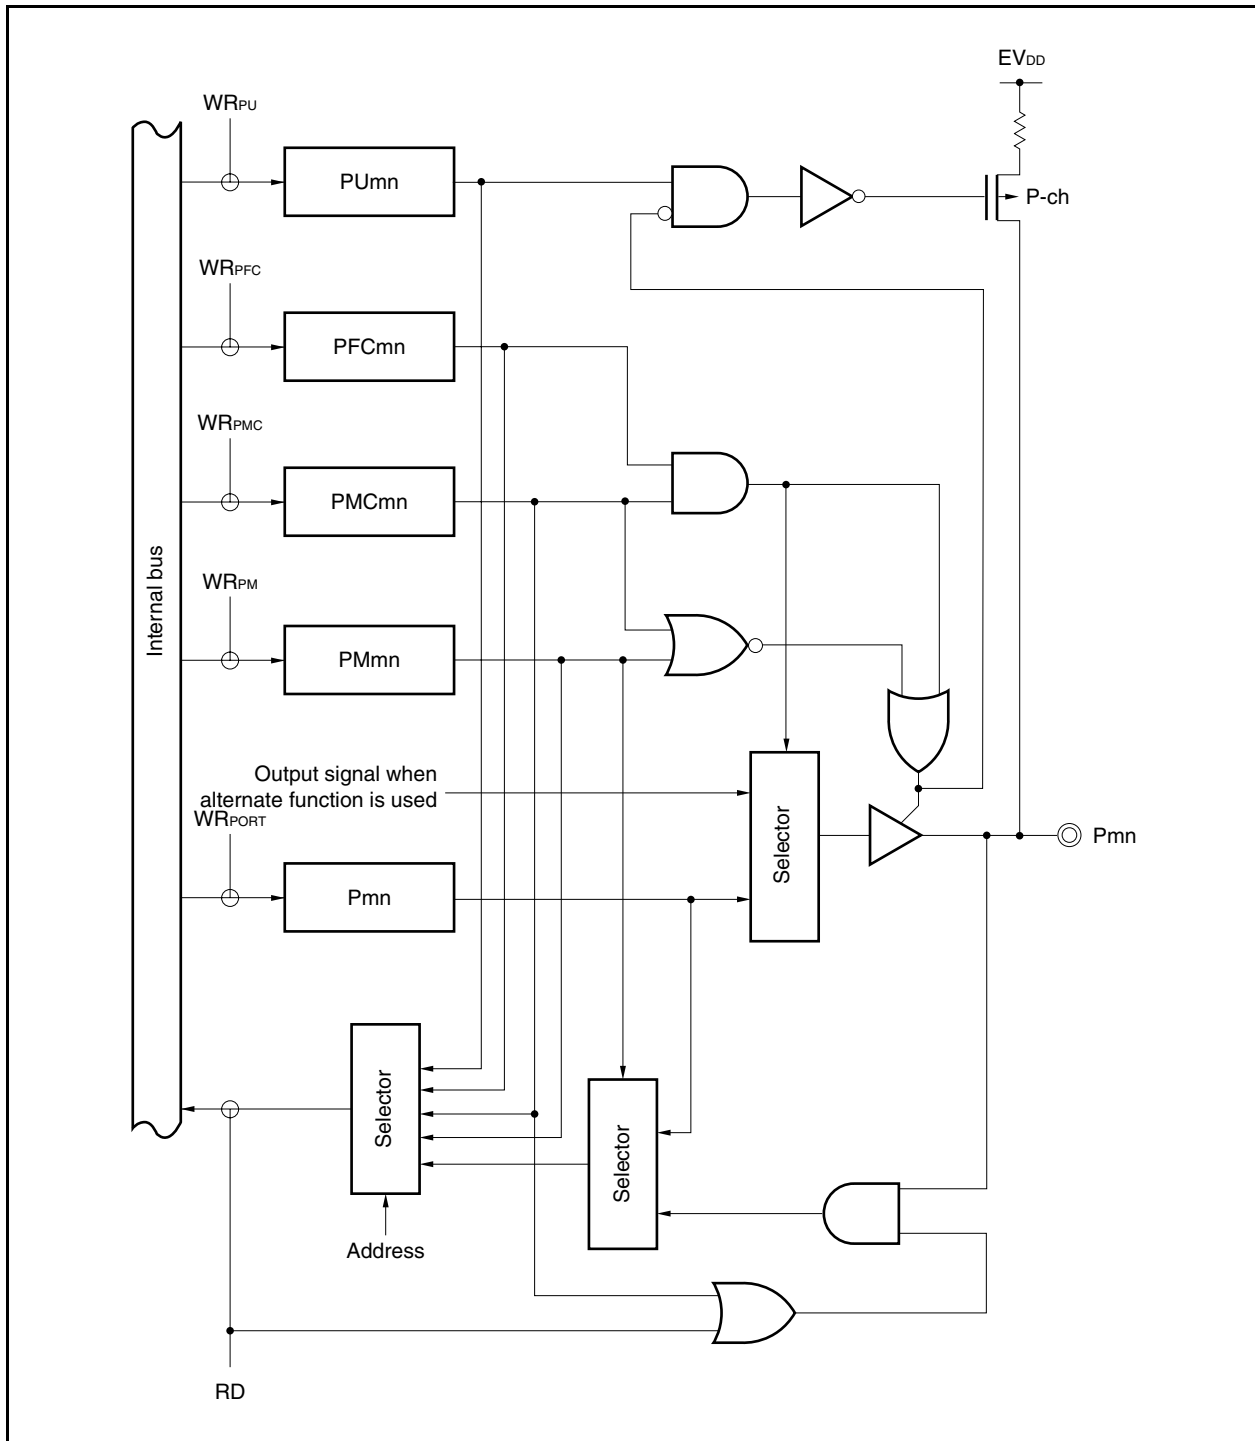 EVDD
WRPU
PUmn
P-ch
WRPFC
PFCmn
WRPMC
PMCmn
Internal bus
WRPM
PMmn
Output signal when
alternate function is used
WRPORT
Selector
Pmn
Pmn
Selector
Selector
Address
RD